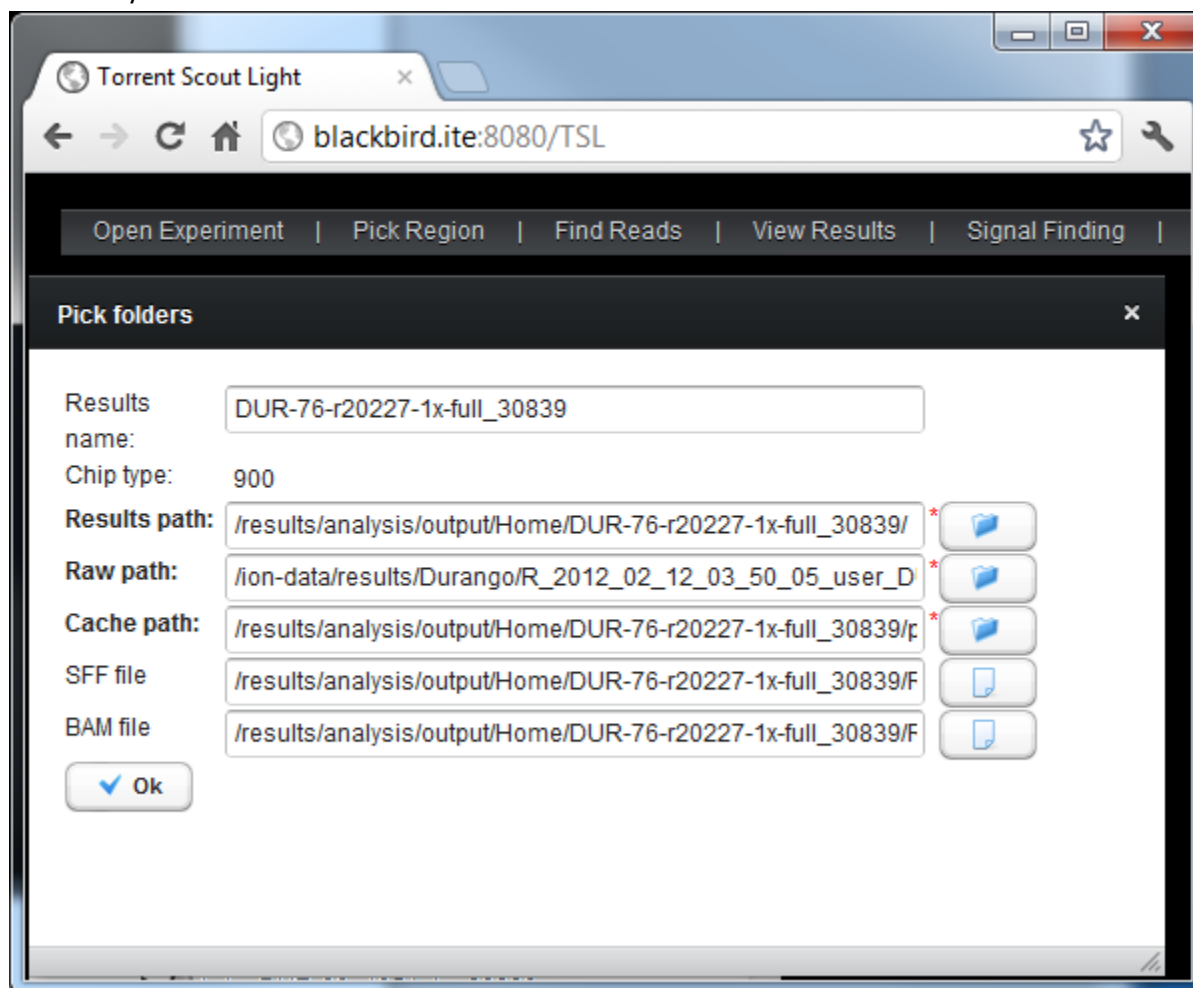 Torrent Scout Light
blackbird.ite:8080/TSL
Open Experiment | Pick Region | Find Reads | View Results | Signal Finding |
Pick folders
Results name: DUR-76-r20227-1x-full_30839
Chip type: 900
Results path: /results/analysis/output/Home/DUR-76-r20227-1x-full_30839/ *
Raw path: /ion-data/results/Durango/R_2012_02_12_03_50_05_user_D *
Cache path: /results/analysis/output/Home/DUR-76-r20227-1x-full_30839/p *
SFF file /results/analysis/output/Home/DUR-76-r20227-1x-full_30839/F
BAM file /results/analysis/output/Home/DUR-76-r20227-1x-full_30839/F
Ok